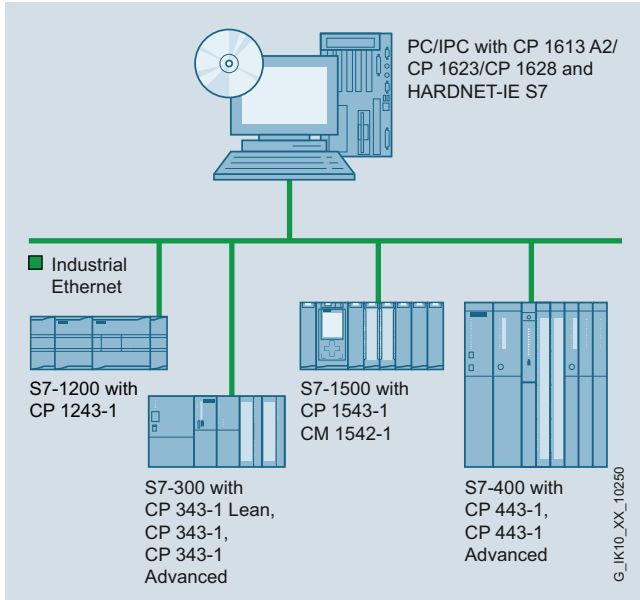 PC/IPC with CP 1613 A2/
CP 1623/CP 1628 and
HARDNET-IE S7
Industrial
Ethernet
S7-1200 with
CP 1243-1
S7-300 with
CP 343-1 Lean,
CP 343-1,
CP 343-1
Advanced
S7-1500 with
CP 1543-1
CM 1542-1
S7-400 with
CP 443-1,
CP 443-1
Advanced
G_IK10_XX_10250